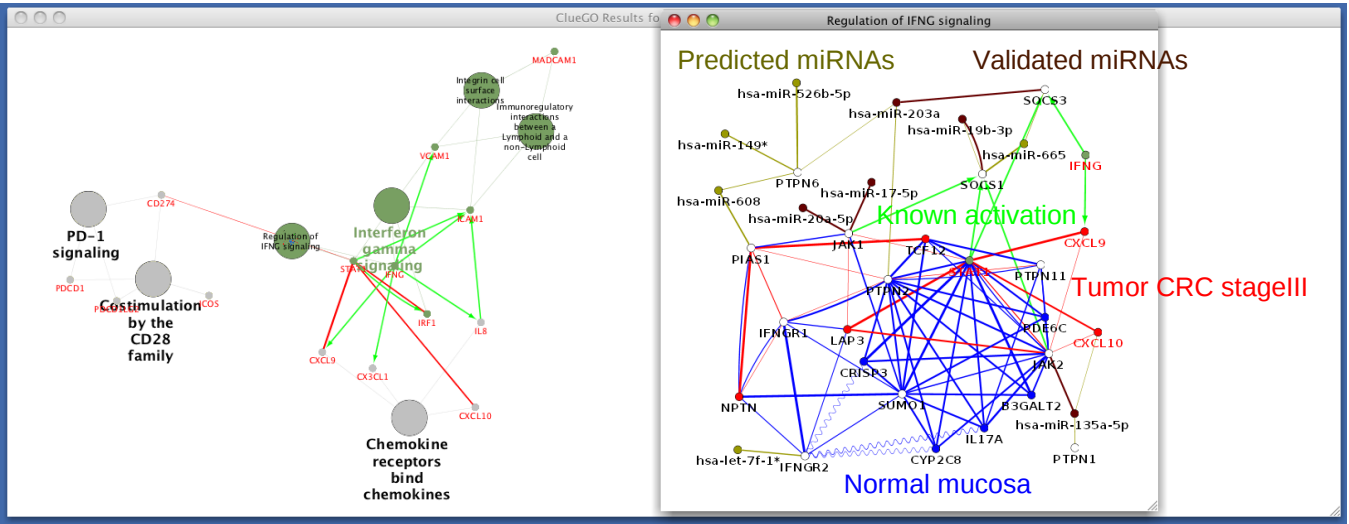 ClueGO Results fo
Regulation of IFNG signaling
MADCAM1
Integrin cell
surface
interactions
Immunoregulatory
interactions
between a
Lymphoid and a
non-Lymphoid
cell
VCAM1
CD274
PD-1
signaling
Regulation of
IFNG signaling
Interferon
gamma
signaling
ICAM1
IFNG
PDCD1
ICOS
Costimulation
by the
CD28
family
IRF1
IL8
CXCL9
CX3CL1
CXCL10
Chemokine
receptors
bind
chemokines
Predicted miRNAs
Validated miRNAs
hsa-miR-526b-5p
SOCS3
hsa-miR-203a
hsa-miR-19b-3p
hsa-miR-149*
hsa-miR-665
IFNG
PTPN6
SOCS1
hsa-miR-17-5p
hsa-miR-608
hsa-miR-20a-5p
Known activation
JAK1
CXCL9
TCF12
PIAS1
PTPN11
PTPN2
Tumor CRC stageIII
IFNGR1
PDE6C
LAP3
CXCL10
JAK2
CRISP3
NPTN
SUMO1
B3GALT2
hsa-miR-135a-5p
IL17A
hsa-let-7f-1*
IFNGR2
CYP2C8
PTPN1
Normal mucosa